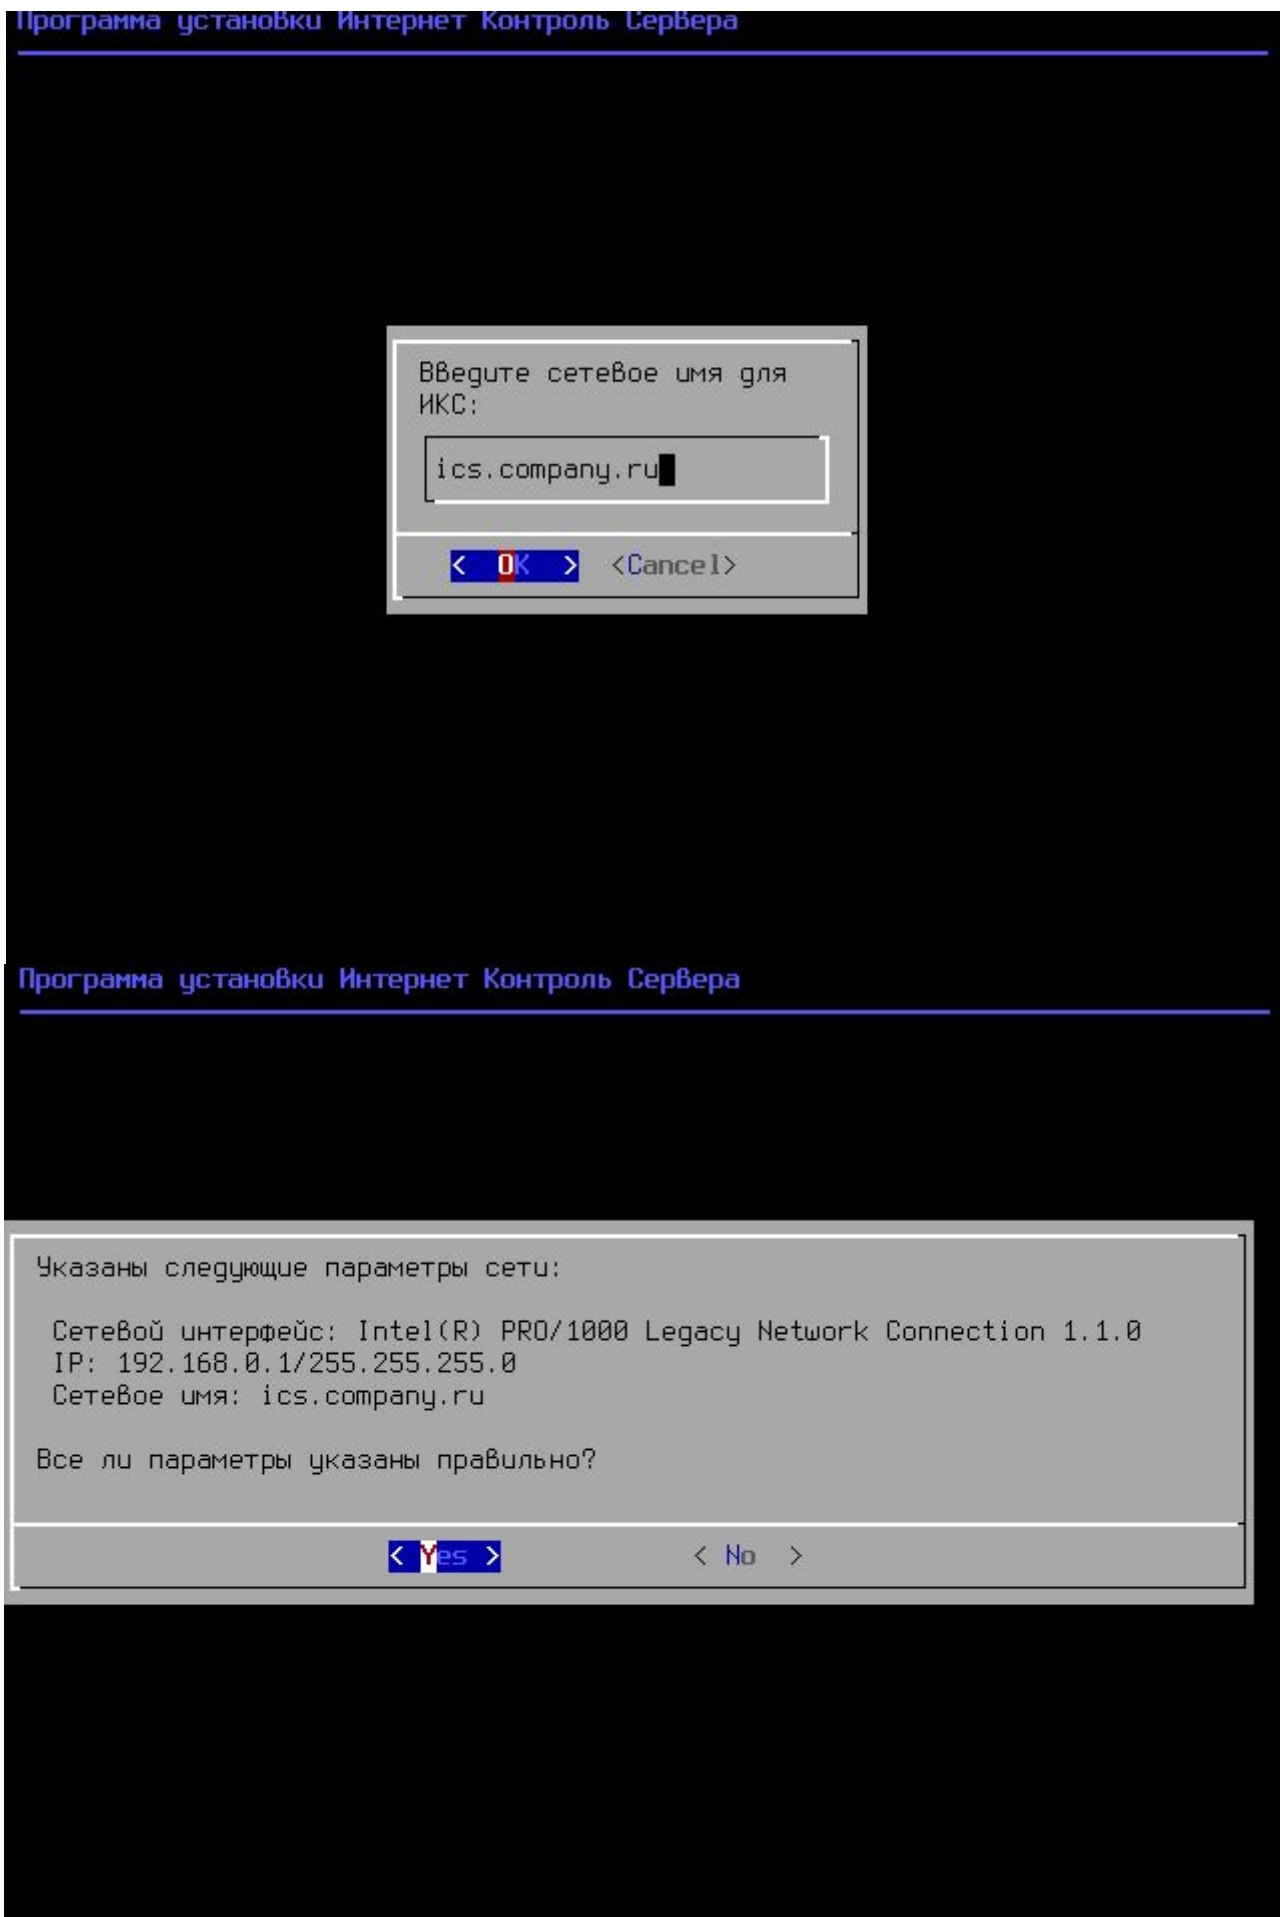 Программа установки Интернет Контроль Сервера
Введите сетевое имя для
ИКС:
ics.company.ru
< OK > <Cancel>
Программа установки Интернет Контроль Сервера
Указаны следующие параметры сети:
Сетевой интерфейс: Intel(R) PRO/1000 Legacy Network Connection 1.1.0
IP: 192.168.0.1/255.255.255.0
Сетевое имя: ics.company.ru
Все ли параметры указаны правильно?
< Yes > < No >